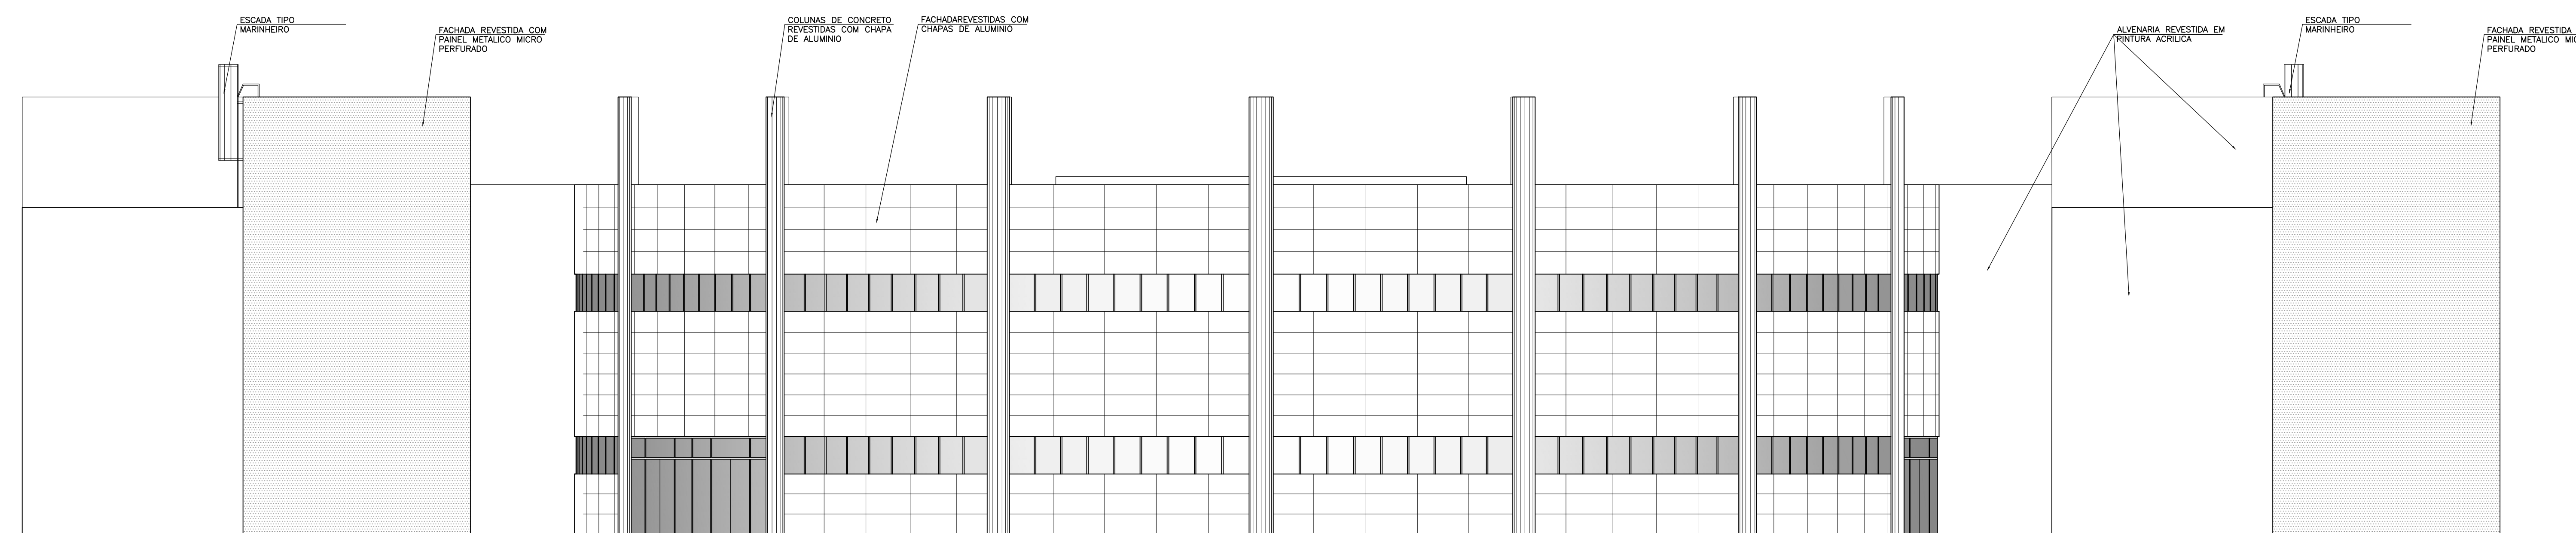 ESCADA TIPO
MARINHEIRO
FACHADA REVESTIDA COM
PAINEL METALICO MICRO
PERFURADO
COLUNAS DE CONCRETO
REVESTIDAS COM CHAPA
DE ALUMINIO
FACHADAREVESTIDAS COM
CHAPAS DE ALUMINIO
ALVENARIA REVESTIDA EM
PINTURA ACRILICA
ESCADA TIPO
MARINHEIRO
FACHADA REVESTIDA
PAINEL METALICO
PERFURADO